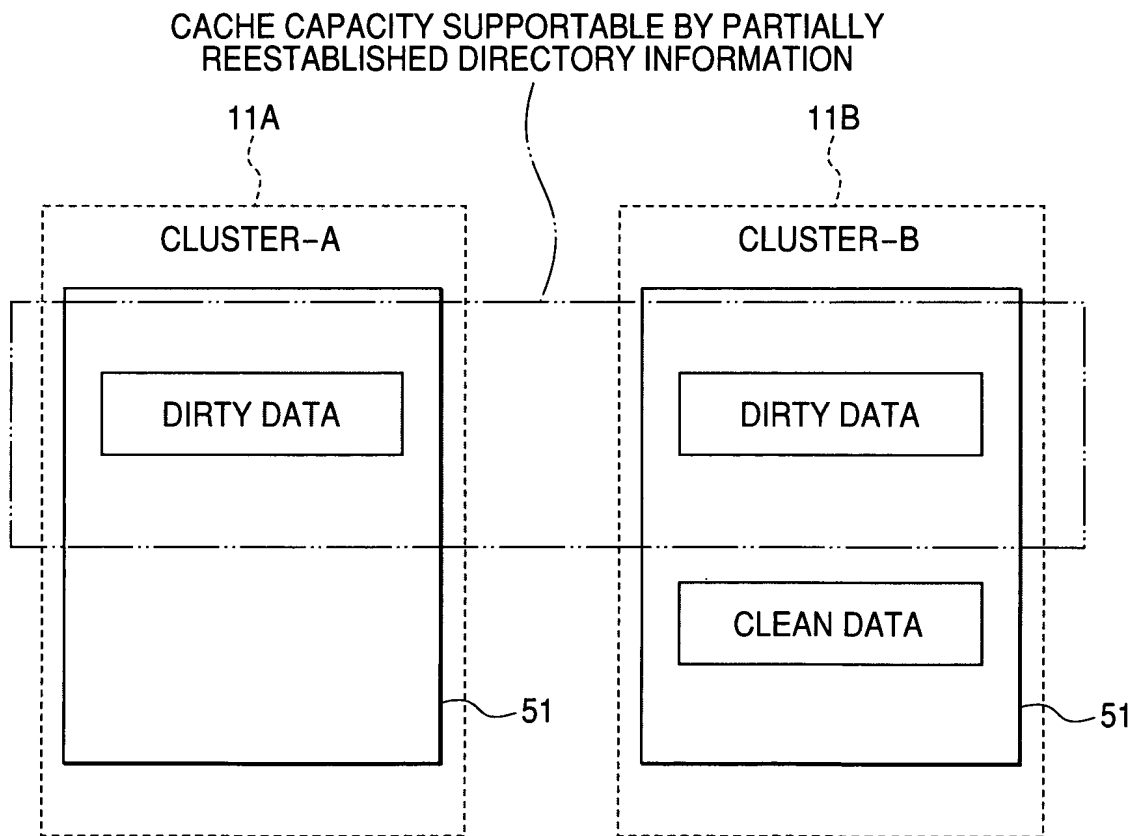 CACHE CAPACITY SUPPORTABLE BY PARTIALLY
REESTABLISHED DIRECTORY INFORMATION
11A
11B
CLUSTER-A
CLUSTER-B
DIRTY DATA
DIRTY DATA
CLEAN DATA
51
51